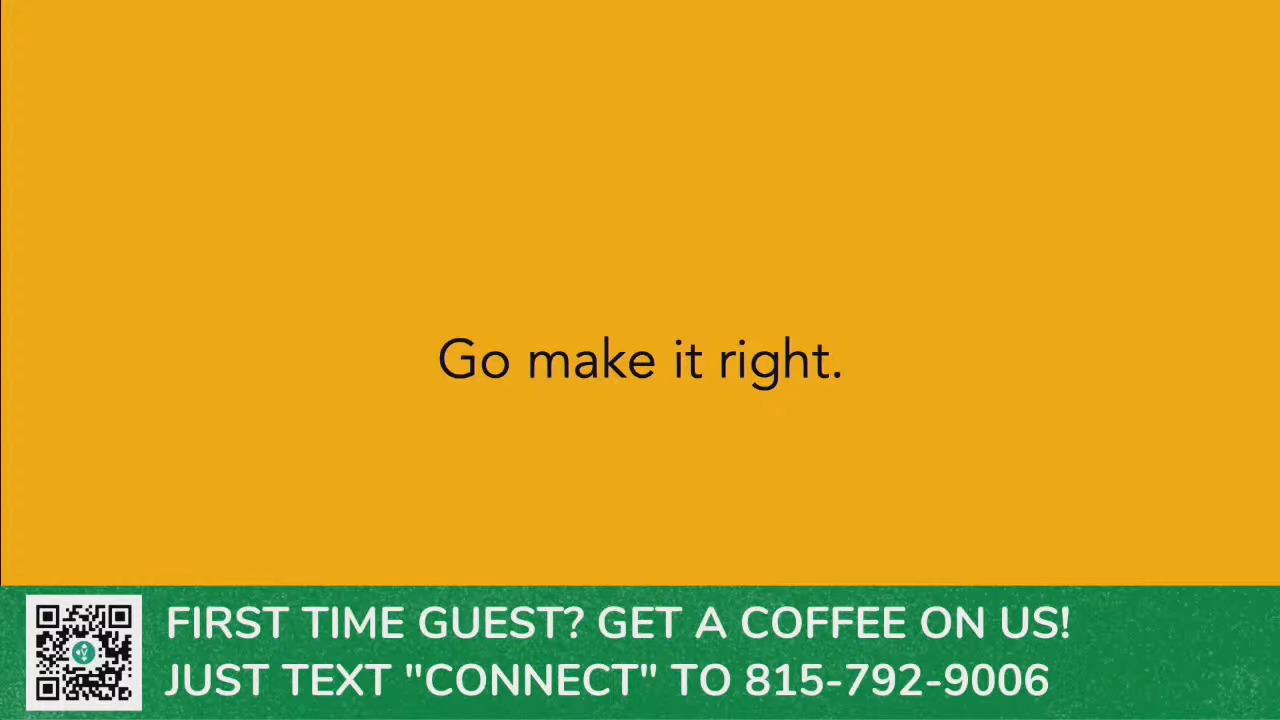 Go make it right.
FIRST TIME GUEST? GET A COFFEE ON US!
JUST TEXT "CONNECT" TO 815-792-9006